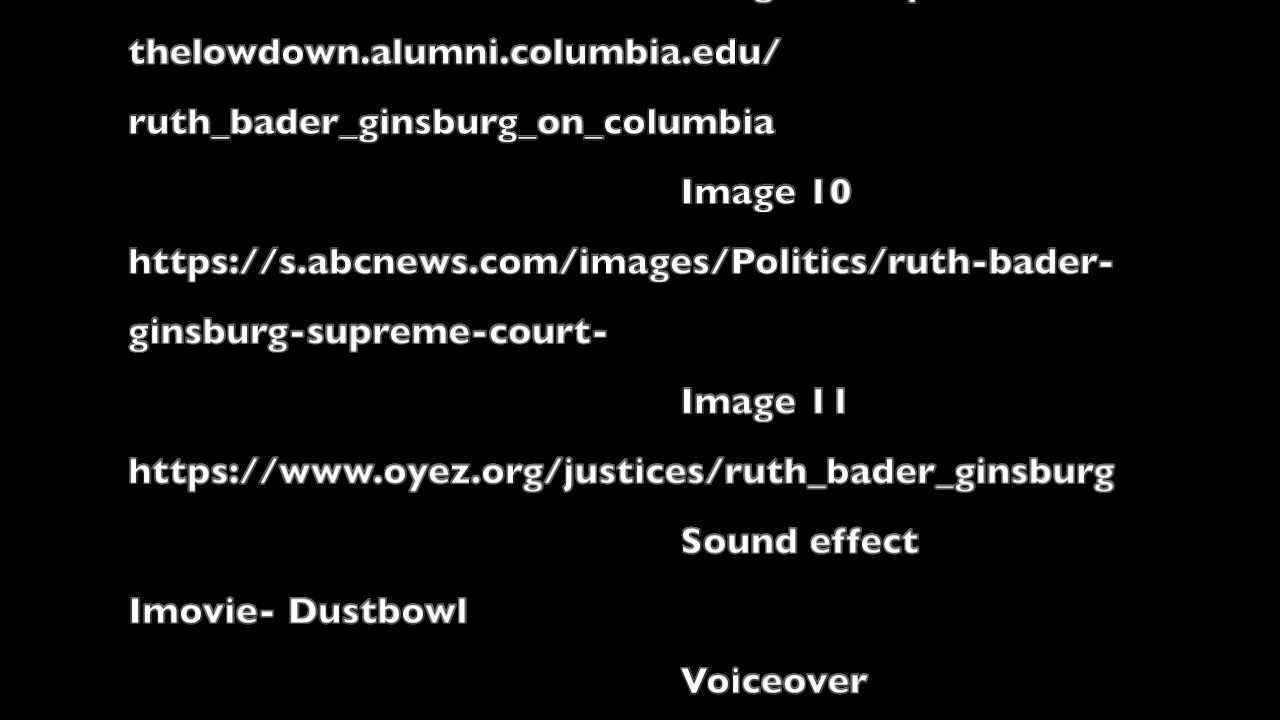 thelowdown.alumni.columbia.edu/
ruth_bader_ginsburg_on_columbia
Image 10
https://s.abcnews.com/images/Politics/ruth-bader-
ginsburg-supreme-court-
Image 11
https://www.oyez.org/justices/ruth_bader_ginsburg
Sound effect
Imovie- Dustbowl
Voiceover